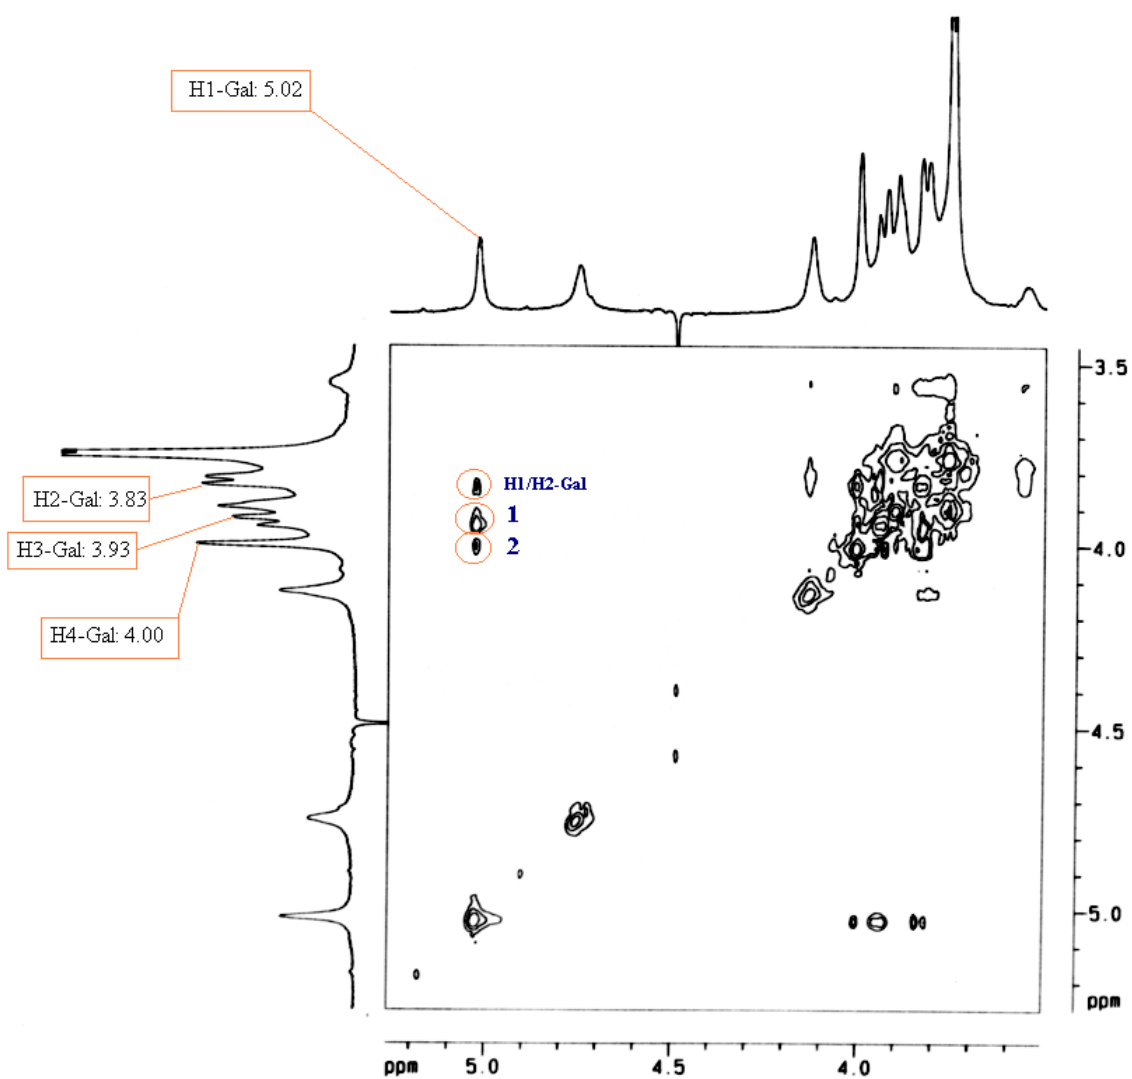 H1-Gal: 5.02
3.5
H1/H2-Gal
H2-Gal: 3.83
1
H3-Gal: 3.93
2
4.0
H4-Gal: 4.00
4.5
5.0
ppm
ppm 5.0 4.5 4.0